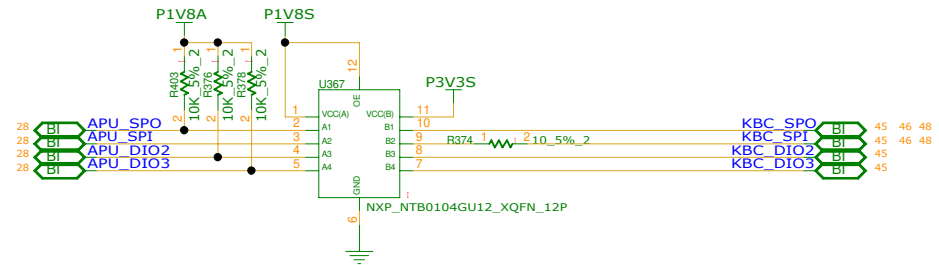 P1V8A
P1V8S
1
1
1
R403
10K_5%_2
R376
10K_5%_2
R378
10K_5%_2
2
2
2
12
U367
P3V3S
OE
1
VCC(A)
VCC(B)
11
28
BI
APU_SPO
2
A1
B1
10
KBC_SPO
BI
45 46 48
28
BI
APU_SPI
3
A2
B2
9
R374
1
2
10_5%_2
KBC_SPI
BI
45 46 48
28
BI
APU_DIO2
4
A3
B3
8
KBC_DIO2
BI
45
28
BI
APU_DIO3
5
A4
B4
7
KBC_DIO3
BI
45
GND
6
NXP_NTB0104GU12_XQFN_12P